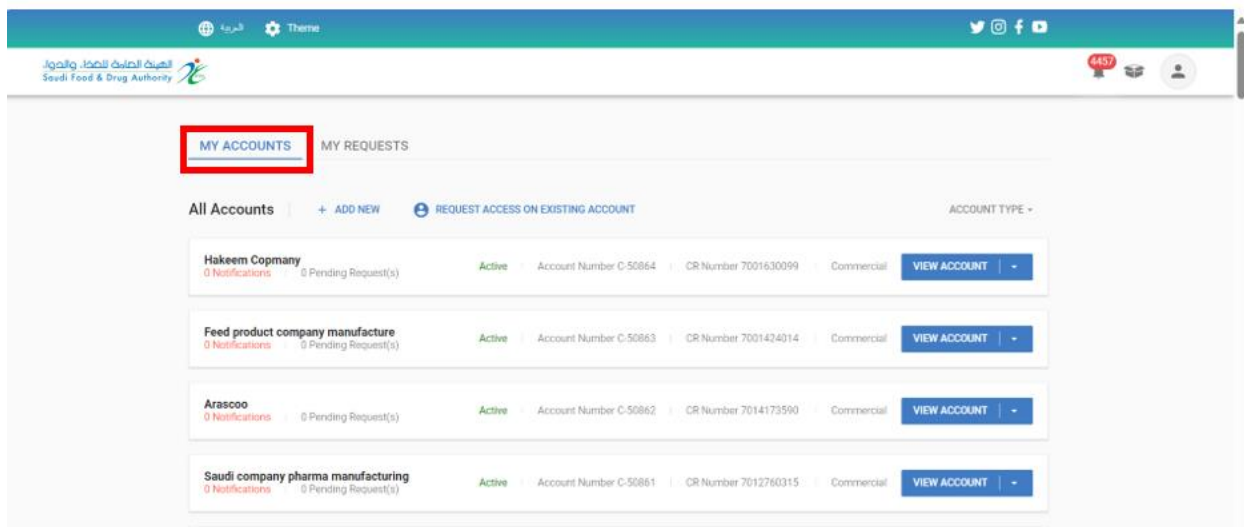 العربية Theme
الهيئة العامة للغذاء والدواء
Saudi Food & Drug Authority
4457
MY ACCOUNTS MY REQUESTS
All Accounts + ADD NEW REQUEST ACCESS ON EXISTING ACCOUNT ACCOUNT TYPE
Hakeem Copmany
0 Notifications 0 Pending Request(s) Active Account Number C-50864 CR Number 7001630099 Commercial VIEW ACCOUNT
Feed product company manufacture
0 Notifications 0 Pending Request(s) Active Account Number C-50863 CR Number 7001424014 Commercial VIEW ACCOUNT
Arascoo
0 Notifications 0 Pending Request(s) Active Account Number C-50862 CR Number 7014173590 Commercial VIEW ACCOUNT
Saudi company pharma manufacturing
0 Notifications 0 Pending Request(s) Active Account Number C-50861 CR Number 7012760315 Commercial VIEW ACCOUNT